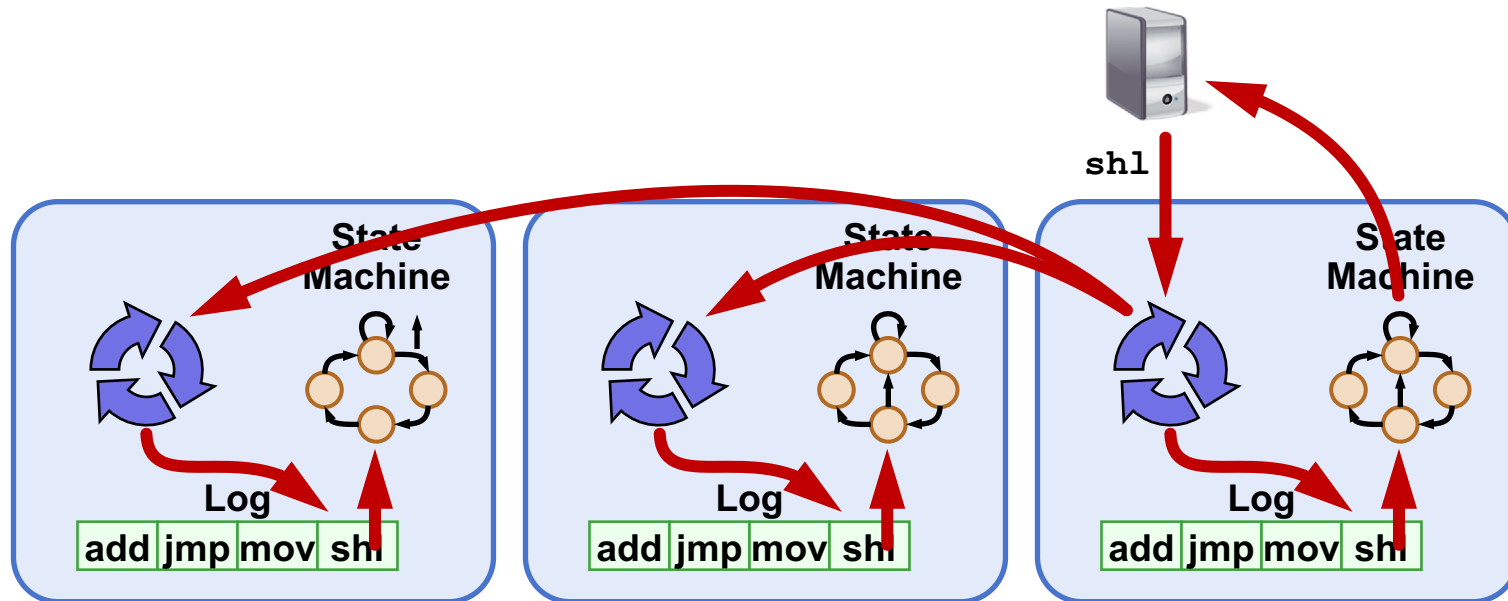 shl
State
Machine
Log
add jmp mov shl
State
Machine
Log
add jmp mov shl
State
Machine
Log
add jmp mov shl